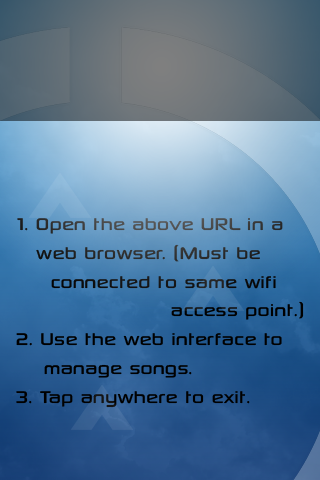 1. Open the above URL in a
web browser. (Must be
connected to same wifi
access point.)
2. Use the web interface to
manage songs.
3. Tap anywhere to exit.